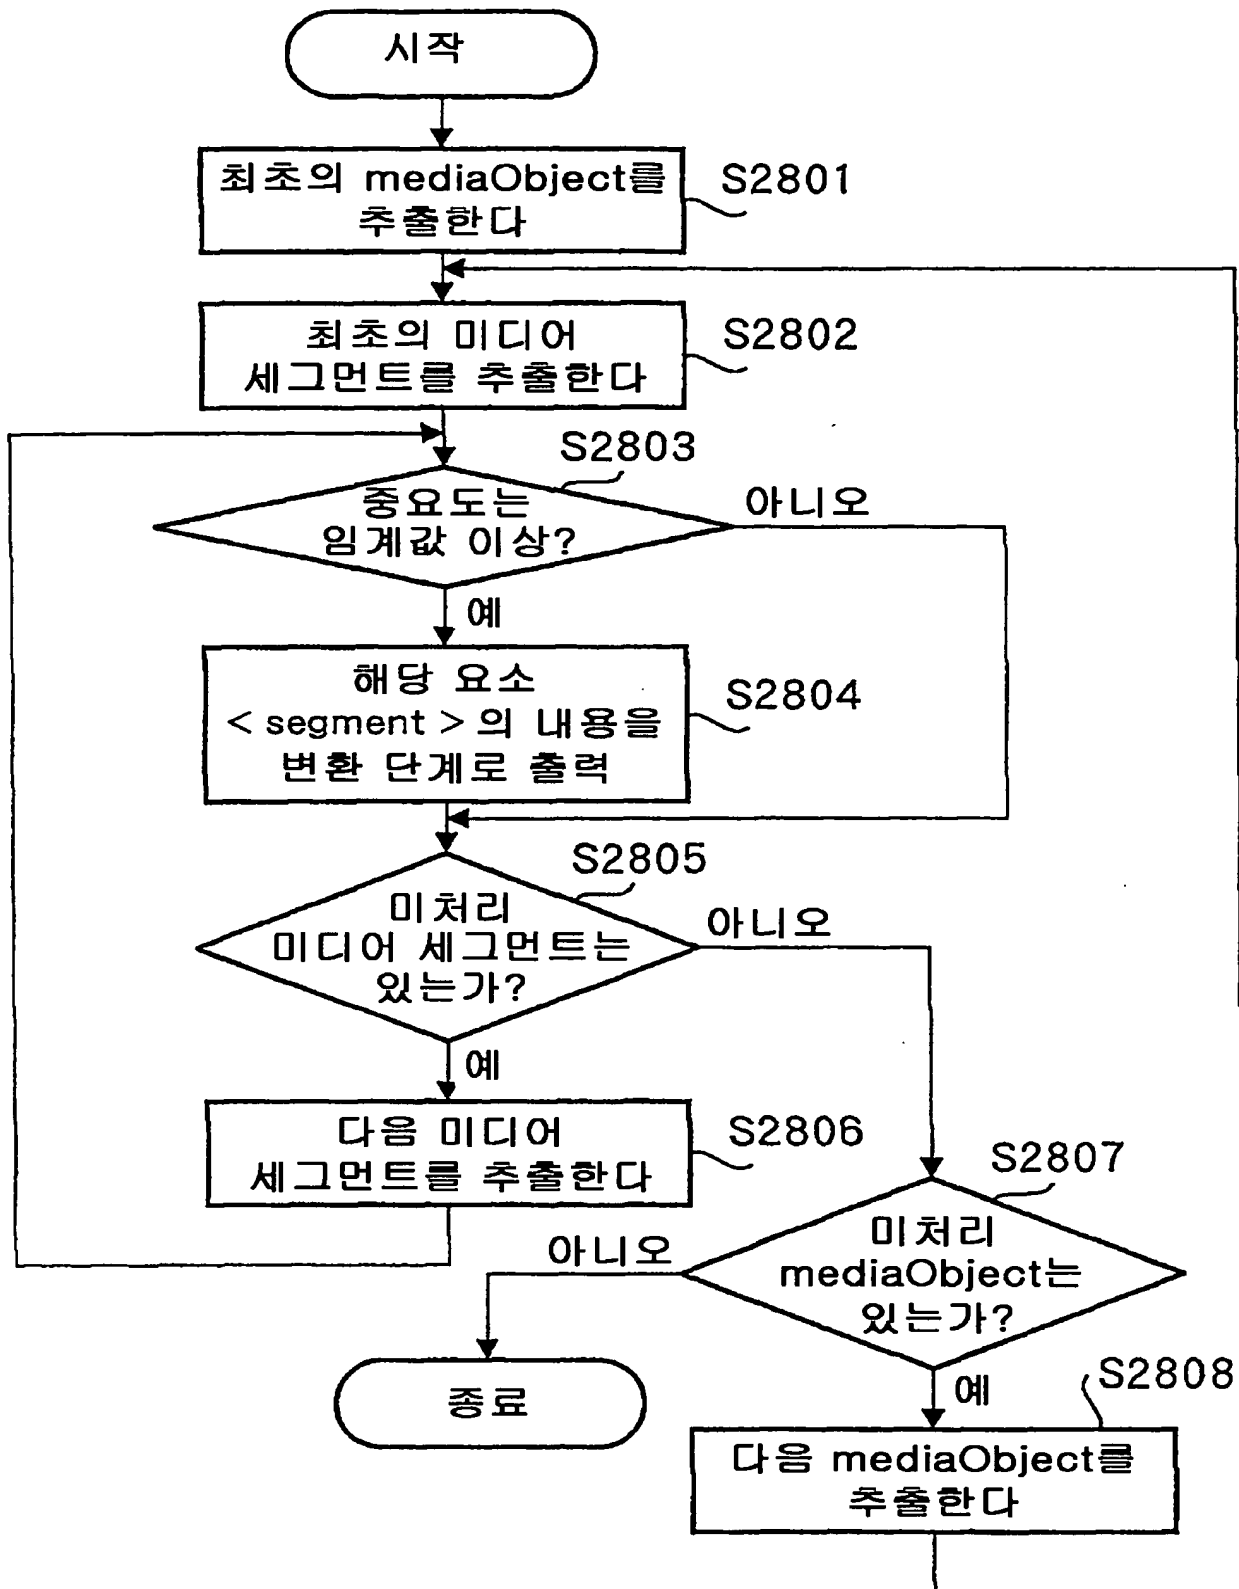 시작
최초의 mediaObject를
추출한다
S2801
최초의 미디어
세그먼트를 추출한다
S2802
S2803
중요도는
임계값 이상?
아니오
예
해당 요소
< segment >의 내용을
변환 단계로 출력
S2804
S2805
미처리
미디어 세그먼트는
있는가?
아니오
예
다음 미디어
세그먼트를 추출한다
S2806
S2807
미처리
mediaObject는
있는가?
아니오
종료
예
S2808
다음 mediaObject를
추출한다